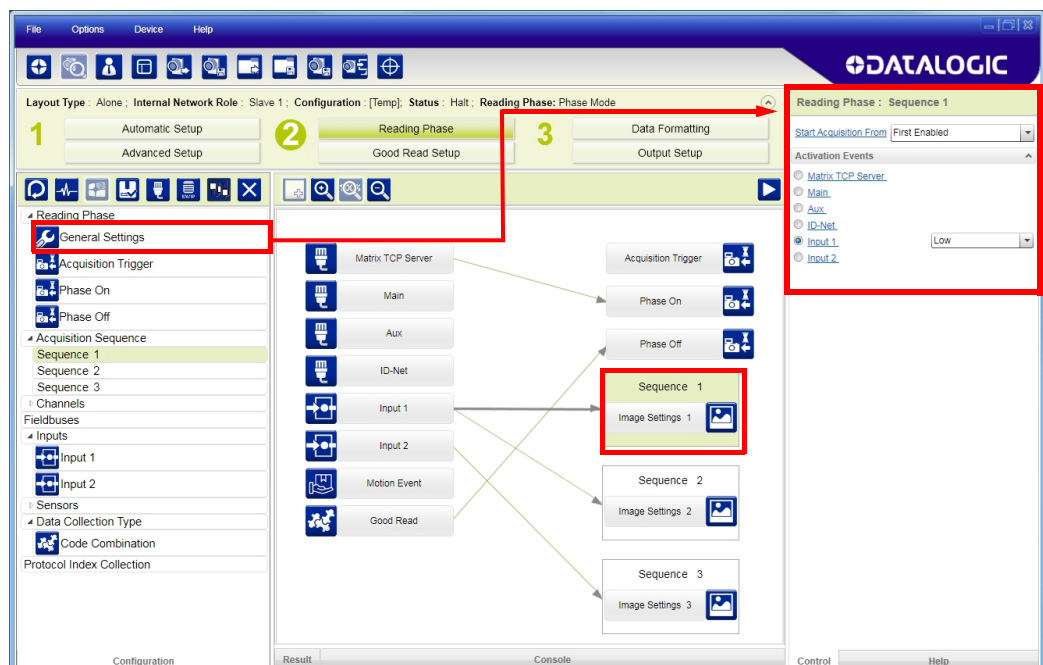 File Options Device Help
DATALOGIC
Layout Type : Alone ; Internal Network Role : Slave 1 ; Configuration : [Temp]; Status : Halt ; Reading Phase: Phase Mode
1 Automatic Setup
Advanced Setup
2 Reading Phase
Good Read Setup
3 Data Formatting
Output Setup
Reading Phase
General Settings
Acquisition Trigger
Phase On
Phase Off
Acquisition Sequence
Sequence 1
Sequence 2
Sequence 3
Channels
Fieldbuses
Inputs
Input 1
Input 2
Sensors
Data Collection Type
Code Combination
Protocol Index Collection
Configuration
100%
Matrix TCP Server
Main
Aux
ID-Net
Input 1
Input 2
Motion Event
Good Read
Acquisition Trigger
Phase On
Phase Off
Sequence 1
Image Settings 1
Sequence 2
Image Settings 2
Sequence 3
Image Settings 3
Result Console
Reading Phase : Sequence 1
Start Acquisition From First Enabled
Activation Events
Matrix TCP Server
Main
Aux
ID-Net
Input 1 Low
Input 2
Control Help